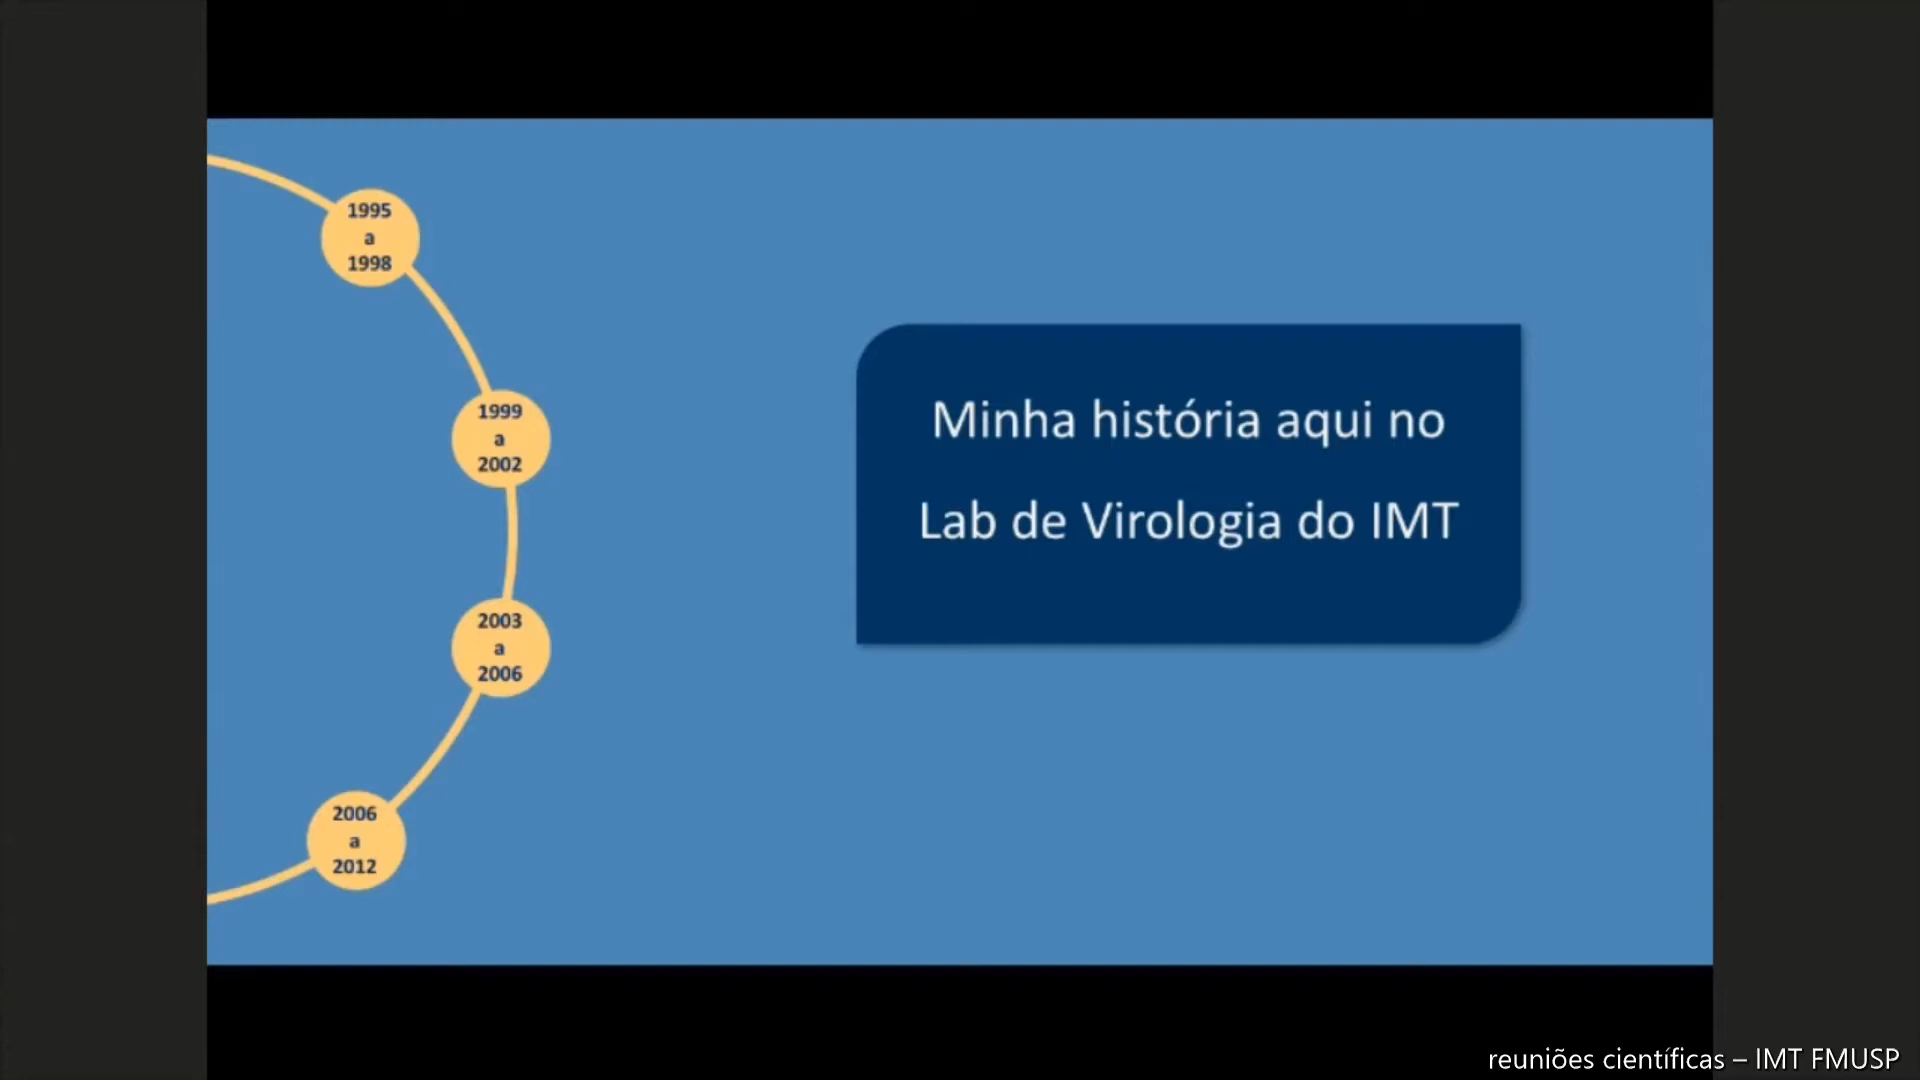 1995
a
1998
1999
a
2002
2003
a
2006
2006
a
2012
Minha história aqui no
Lab de Virologia do IMT
reuniões científicas – IMT FMUSP